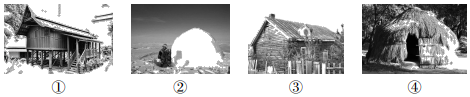 ① ② ③ ④